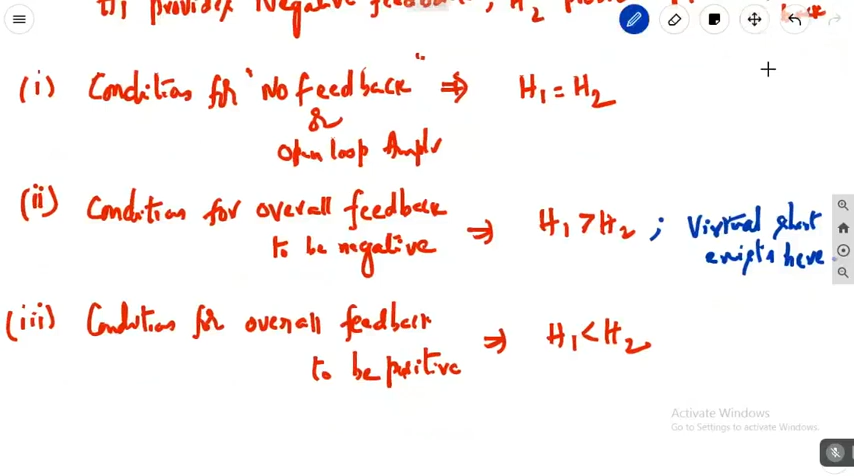 H1 provides Negative feedback ; H2
(i) Condition for "No feedback" ⇒ H1 = H2
or
open loop Amplr
(ii) Condition for overall feedback
to be negative ⇒ H1 > H2 ; Virtual short
exists here
(iii) Condition for overall feedback
to be positive ⇒ H1 < H2
Activate Windows
Go to Settings to activate Windows.